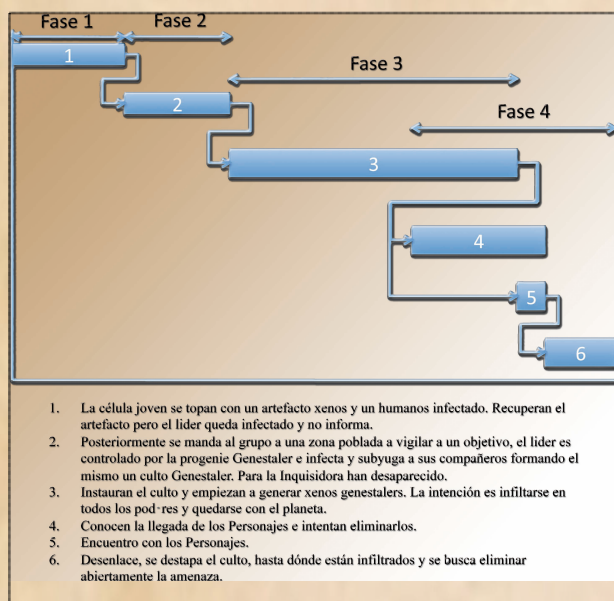 Fase 1
Fase 2
1
Fase 3
2
Fase 4
3
4
5
6
1. La célula joven se topan con un artefacto xenos y un humanos infectado. Recuperan el
artefacto pero el lider queda infectado y no informa.
2. Posteriormente se manda al grupo a una zona poblada a vigilar a un objetivo, el lider es
controlado por la progenie Genestaler e infecta y subyuga a sus compañeros formando el
mismo un culto Genestaler. Para la Inquisidora han desaparecido.
3. Instauran el culto y empiezan a generar xenos genestalers. La intención es infiltarse en
todos los pod·res y quedarse con el planeta.
4. Conocen la llegada de los Personajes e intentan eliminarlos.
5. Encuentro con los Personajes.
6. Desenlace, se destapa el culto, hasta dónde están infiltrados y se busca eliminar
abiertamente la amenaza.